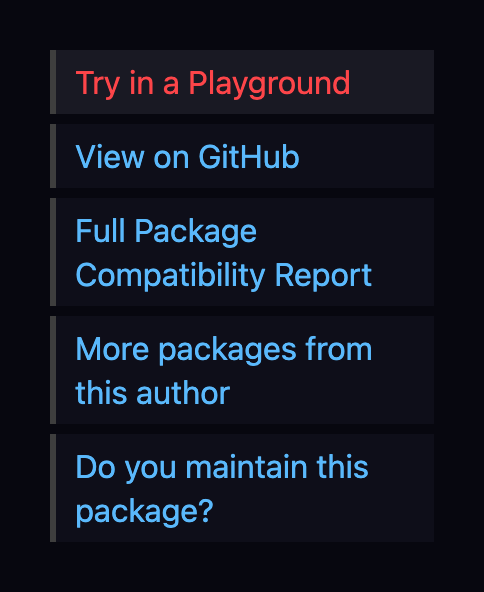 Try in a Playground
View on GitHub
Full Package
Compatibility Report
More packages from
this author
Do you maintain this
package?